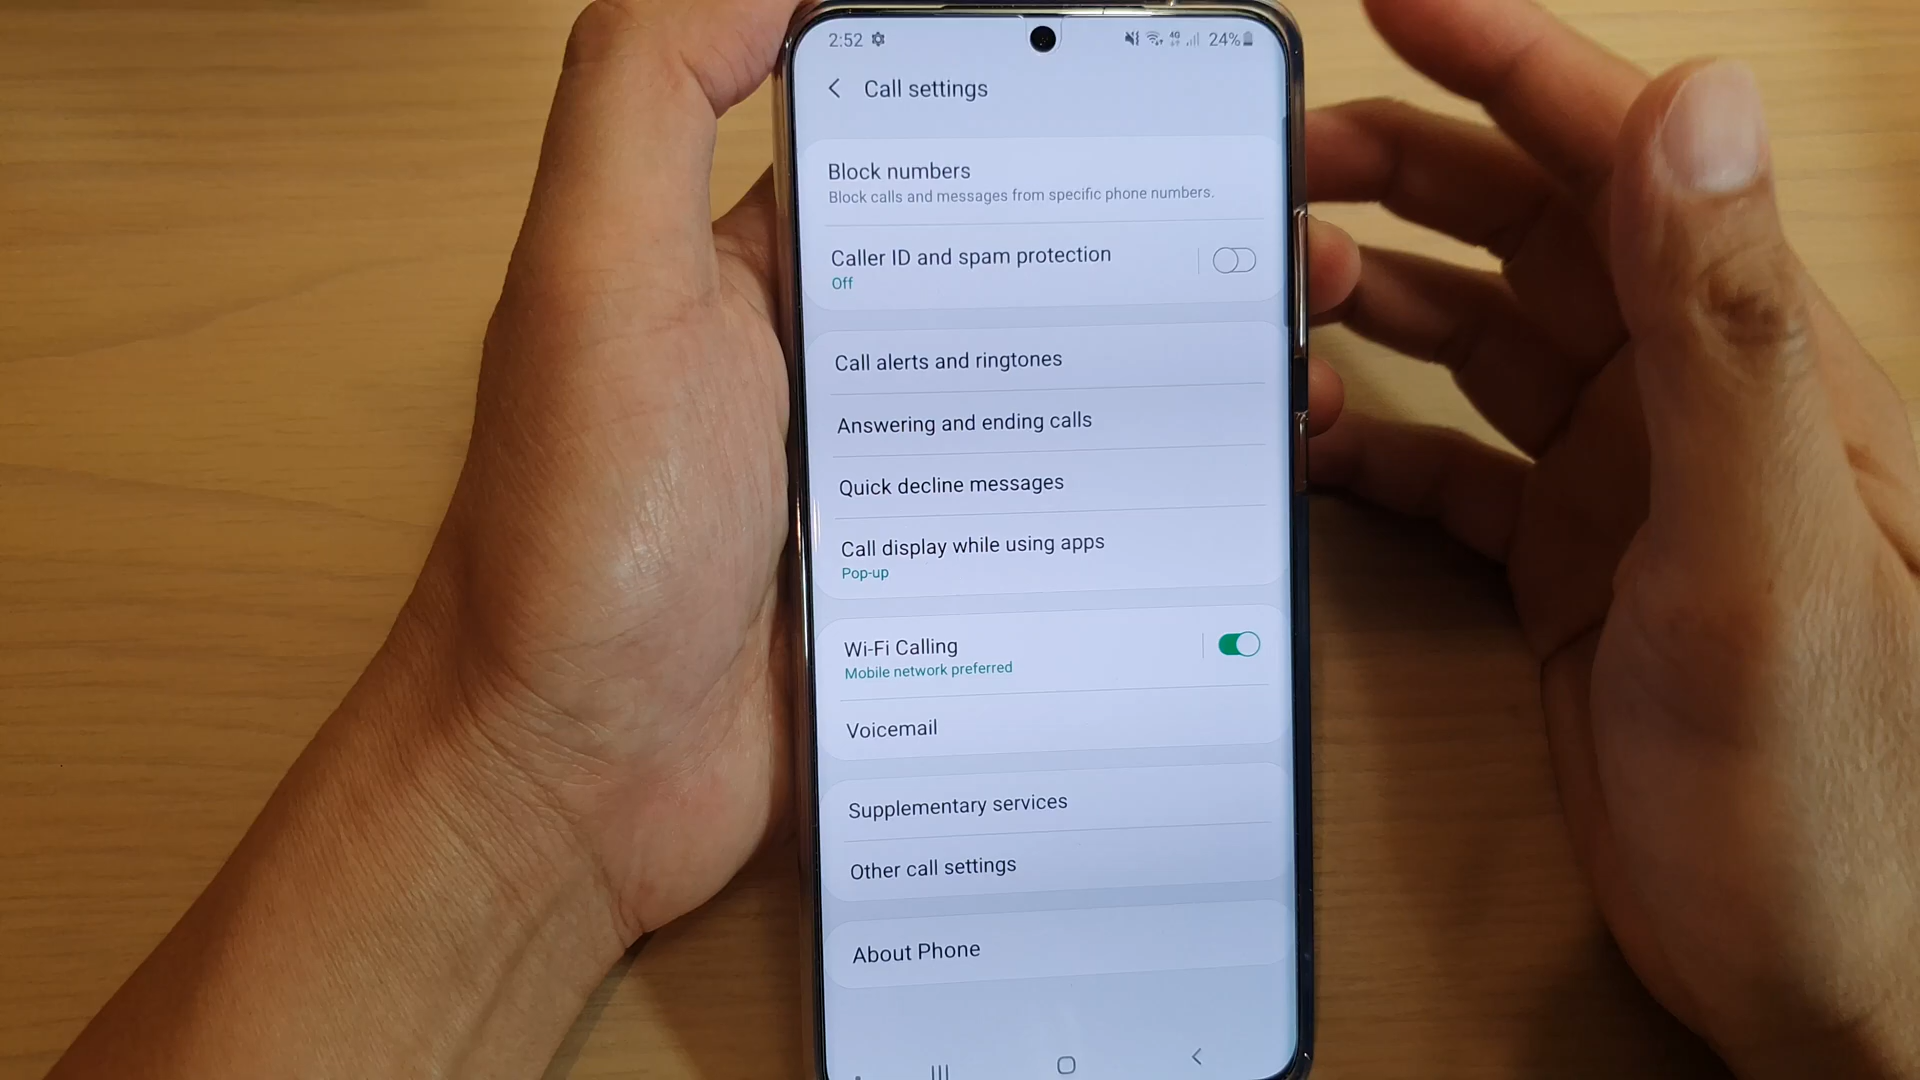 2:52 4G 24%
Call settings
Block numbers
Block calls and messages from specific phone numbers.
Caller ID and spam protection
Off
Call alerts and ringtones
Answering and ending calls
Quick decline messages
Call display while using apps
Pop-up
Wi-Fi Calling
Mobile network preferred
Voicemail
Supplementary services
Other call settings
About Phone